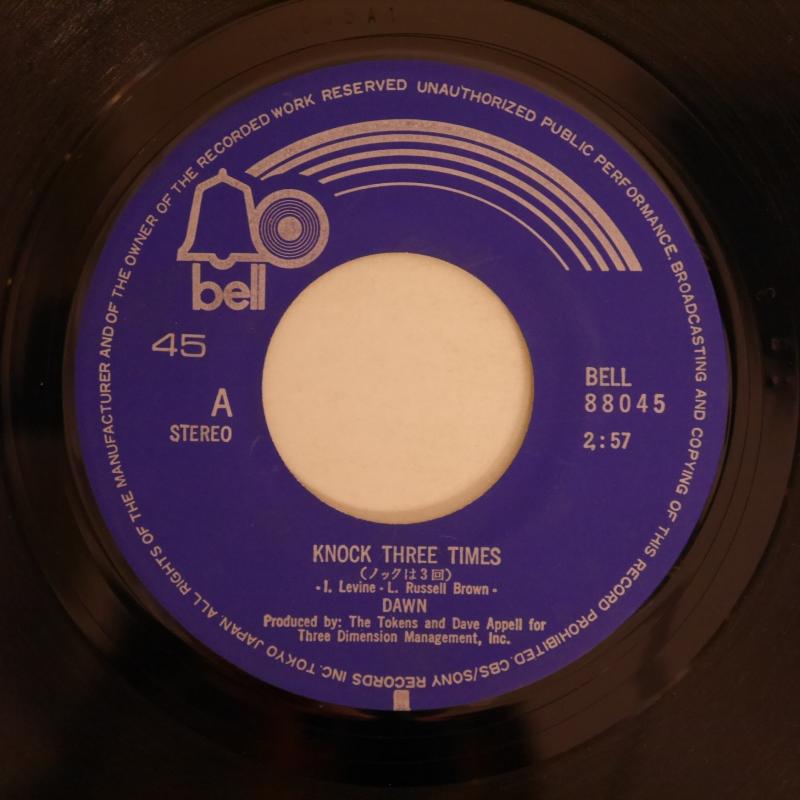 ALL RIGHTS OF THE MANUFACTURER AND OF THE OWNER OF THE RECORDED WORK RESERVED UNAUTHORIZED PUBLIC PERFORMANCE, BROADCASTING AND COPYING OF THIS RECORD PROHIBITED. CBS/SONY RECORDS INC. TOKYO JAPAN.
bell
45
A
STEREO
BELL
88045
2:57
KNOCK THREE TIMES
(ノックは3回)
- I. Levine - L. Russell Brown -
DAWN
Produced by: The Tokens and Dave Appell for
Three Dimension Management, Inc.